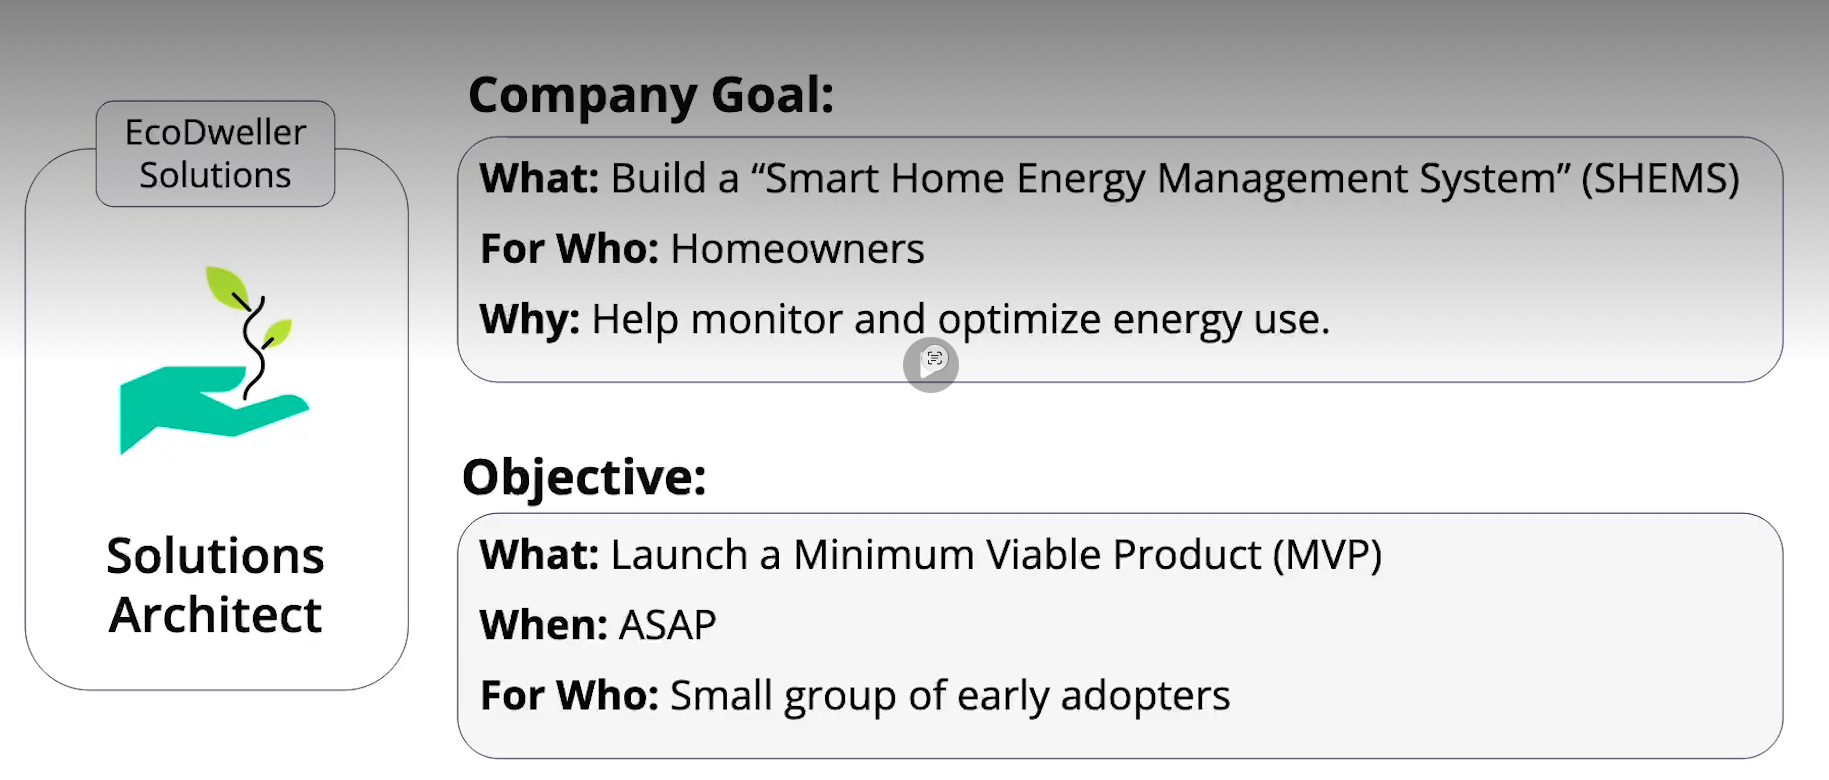 EcoDweller
Solutions
Solutions
Architect
Company Goal:
What: Build a “Smart Home Energy Management System” (SHEMS)
For Who: Homeowners
Why: Help monitor and optimize energy use.
Objective:
What: Launch a Minimum Viable Product (MVP)
When: ASAP
For Who: Small group of early adopters